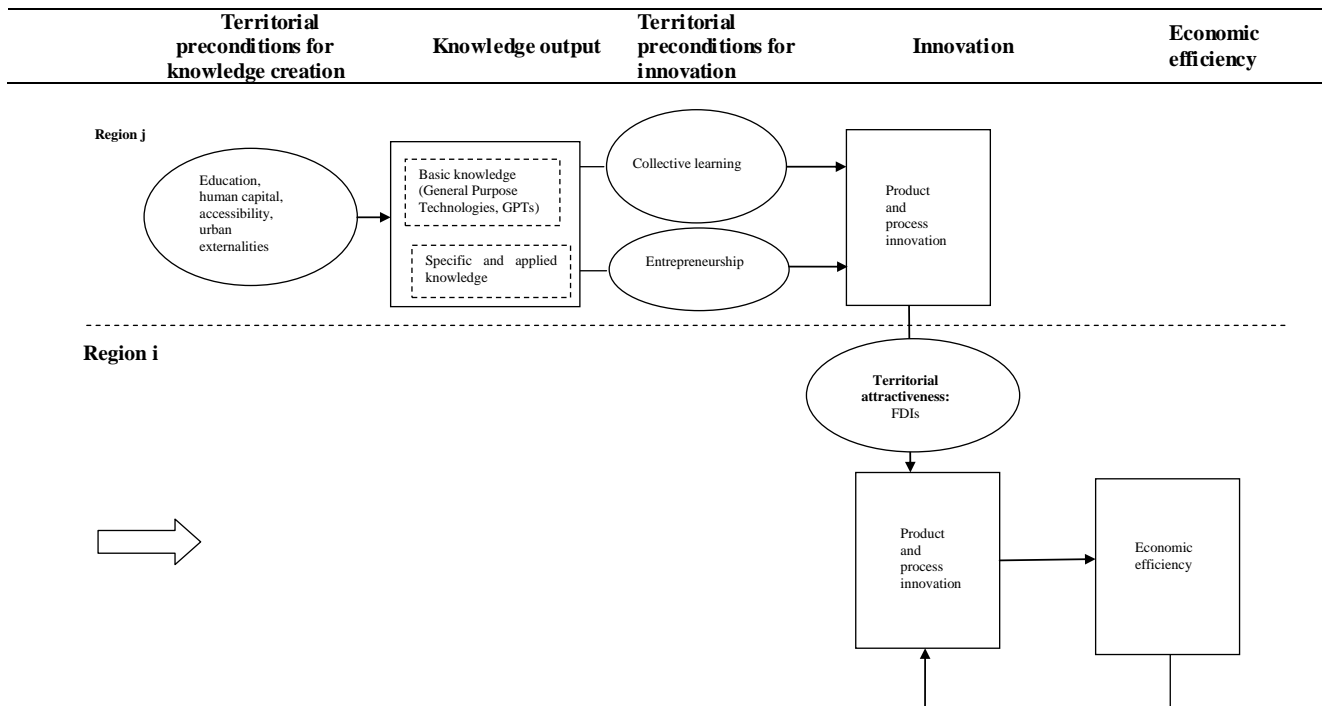 Territorial
preconditions for
knowledge creation
Knowledge output
Territorial
preconditions for
innovation
Innovation
Economic
efficiency
Region j
Education,
human capital,
accessibility,
urban
externalities
Basic knowledge
(General Purpose
Technologies, GPTs)
Specific and applied
knowledge
Collective learning
Entrepreneurship
Product
and
process
innovation
Region i
Territorial
attractiveness:
FDIs
Product
and
process
innovation
Economic
efficiency